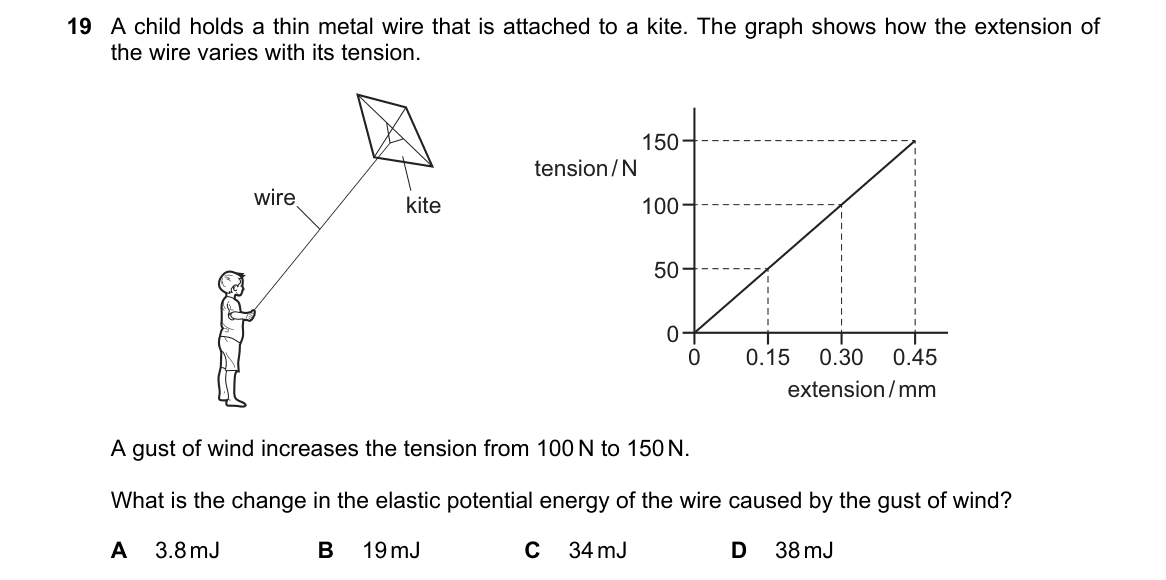 19 A child holds a thin metal wire that is attached to a kite. The graph shows how the extension of
the wire varies with its tension.
wire
kite
tension/N
150
100
50
0
0 0.15 0.30 0.45
extension/mm
A gust of wind increases the tension from 100 N to 150 N.
What is the change in the elastic potential energy of the wire caused by the gust of wind?
A 3.8 mJ B 19 mJ C 34 mJ D 38 mJ